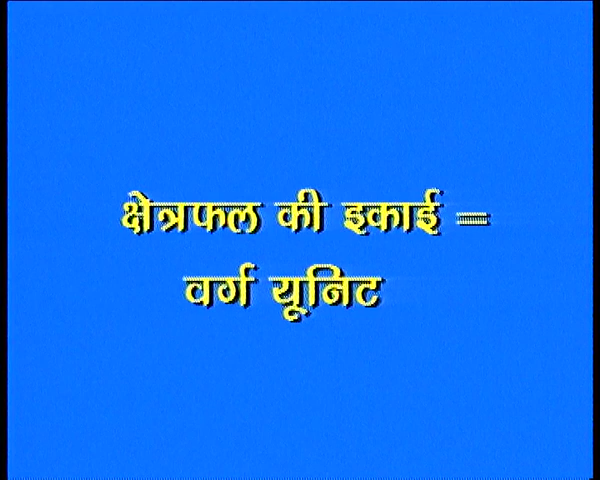 क्षेत्रफल की इकाई =
वर्ग यूनिट